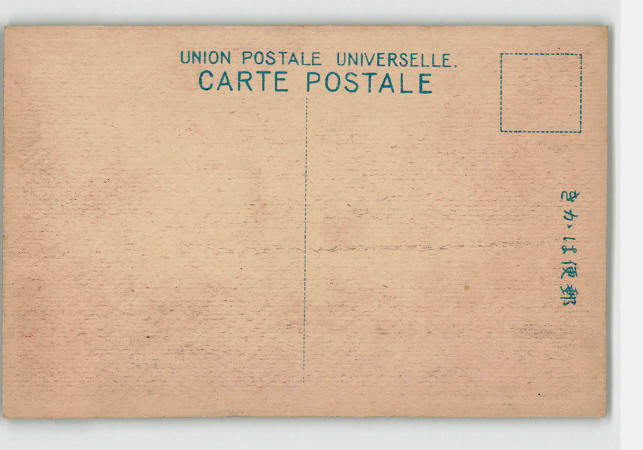 UNION POSTALE UNIVERSELLE.
CARTE POSTALE
郵便はかき